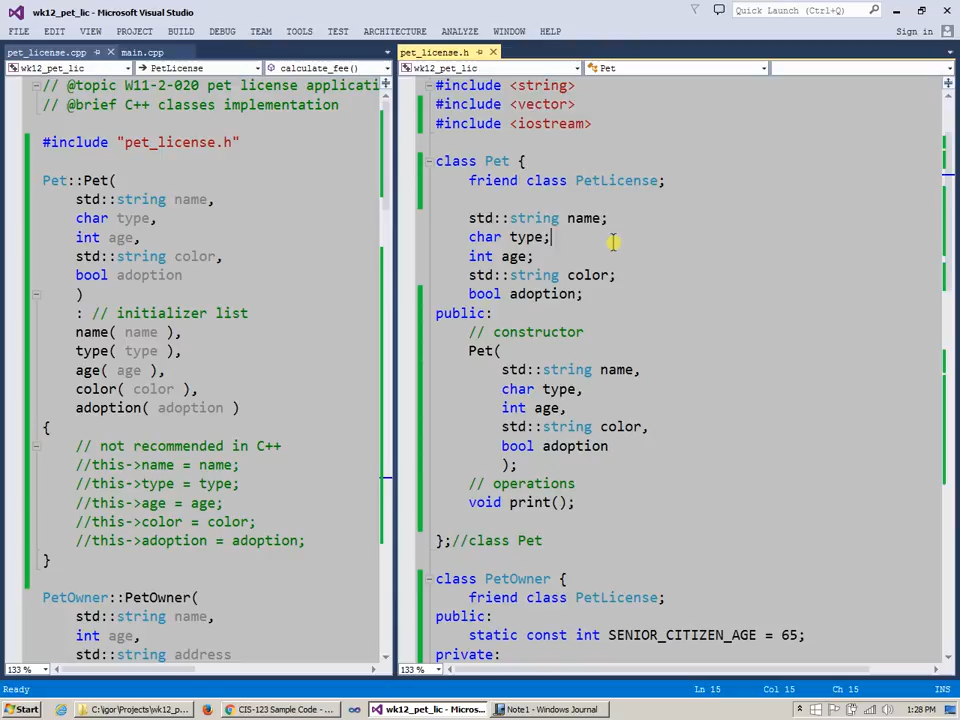 wk12_pet_lic - Microsoft Visual Studio
Quick Launch (Ctrl+Q)
FILE EDIT VIEW PROJECT BUILD DEBUG TEAM TOOLS TEST ARCHITECTURE ANALYZE WINDOW HELP
Sign in
pet_license.cpp main.cpp
wk12_pet_lic PetLicense calculate_fee()
// @topic W11-2-020 pet license applicati
// @brief C++ classes implementation
#include "pet_license.h"
Pet::Pet(
std::string name,
char type,
int age,
std::string color,
bool adoption
)
: // initializer list
name( name ),
type( type ),
age( age ),
color( color ),
adoption( adoption )
{
// not recommended in C++
//this->name = name;
//this->type = type;
//this->age = age;
//this->color = color;
//this->adoption = adoption;
}
PetOwner::PetOwner(
std::string name,
int age,
std::string address
133 %
pet_license.h
wk12_pet_lic Pet
#include <string>
#include <vector>
#include <iostream>
class Pet {
friend class PetLicense;
std::string name;
char type;
int age;
std::string color;
bool adoption;
public:
// constructor
Pet(
std::string name,
char type,
int age,
std::string color,
bool adoption
);
// operations
void print();
};//class Pet
class PetOwner {
friend class PetLicense;
public:
static const int SENIOR_CITIZEN_AGE = 65;
private:
133 %
Ready Ln 15 Col 15 Ch 15 INS
Start C:\igor\Projects\wk12_p... CIS-123 Sample Code - ... wk12_pet_lic - Micros... Note1 - Windows Journal 1:28 PM